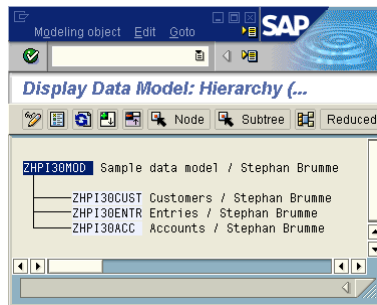 SAP
Modeling object Edit Goto
Display Data Model: Hierarchy (...
Node Subtree Reduced
ZHPI30MOD Sample data model / Stephan Brumme
ZHPI30CUST Customers / Stephan Brumme
ZHPI30ENTR Entries / Stephan Brumme
ZHPI30ACC Accounts / Stephan Brumme